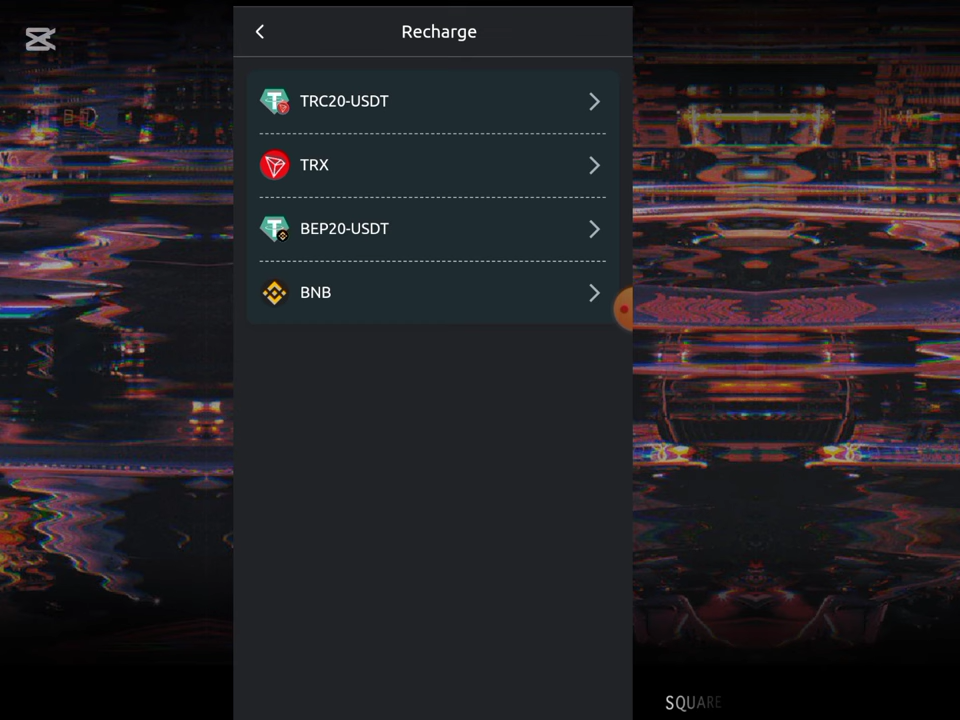 Recharge
TRC20-USDT
TRX
BEP20-USDT
BNB
SQUARE